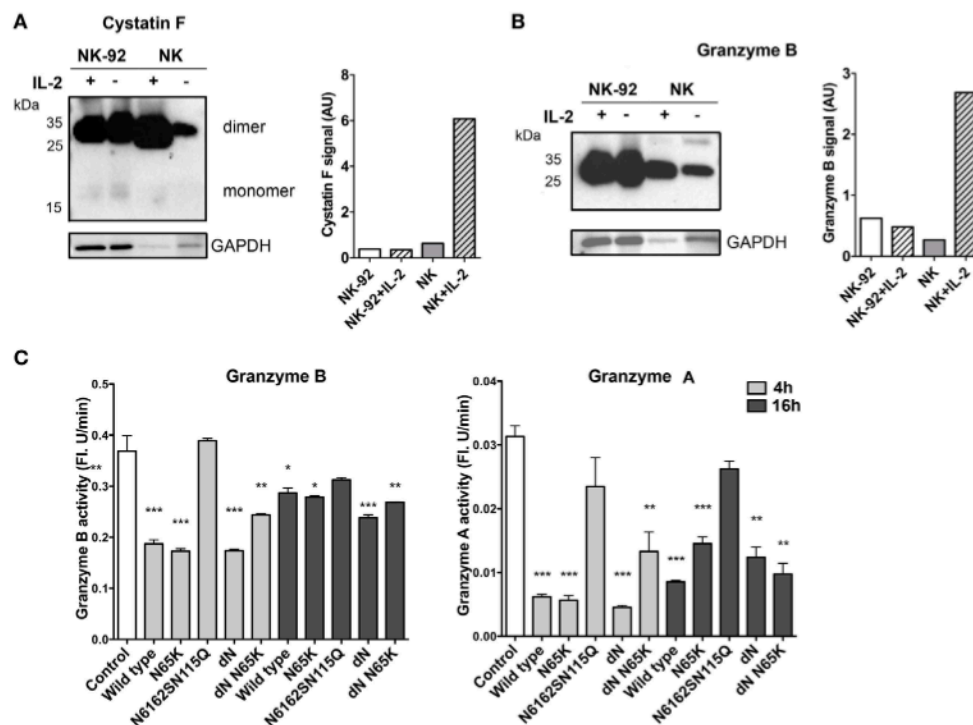 A
Cystatin F
NK-92 NK
IL-2 + - + -
kDa
35
25
15
dimer
monomer
GAPDH
Cystatin F signal (AU)
8
6
4
2
0
NK-92
NK-92+IL-2
NK
NK+IL-2
B
Granzyme B
NK-92 NK
IL-2 + - + -
kDa
35
25
GAPDH
Granzyme B signal (AU)
3
2
1
0
NK-92
NK-92+IL-2
NK
NK+IL-2
C
Granzyme B
Granzyme B activity (Fl. U/min)
0.5
0.4
0.3
0.2
0.1
0.0
**
***
***
***
**
*
*
***
**
Control
Wild type
N65K
N6162SN115Q
dN
dN N65K
Wild type
N65K
N6162SN115Q
dN
dN N65K
Granzyme A
4h
16h
Granzyme A activity (Fl. U/min)
0.04
0.03
0.02
0.01
0.00
***
***
***
**
***
***
**
**
Control
Wild type
N65K
N6162SN115Q
dN
dN N65K
Wild type
N65K
N6162SN115Q
dN
dN N65K